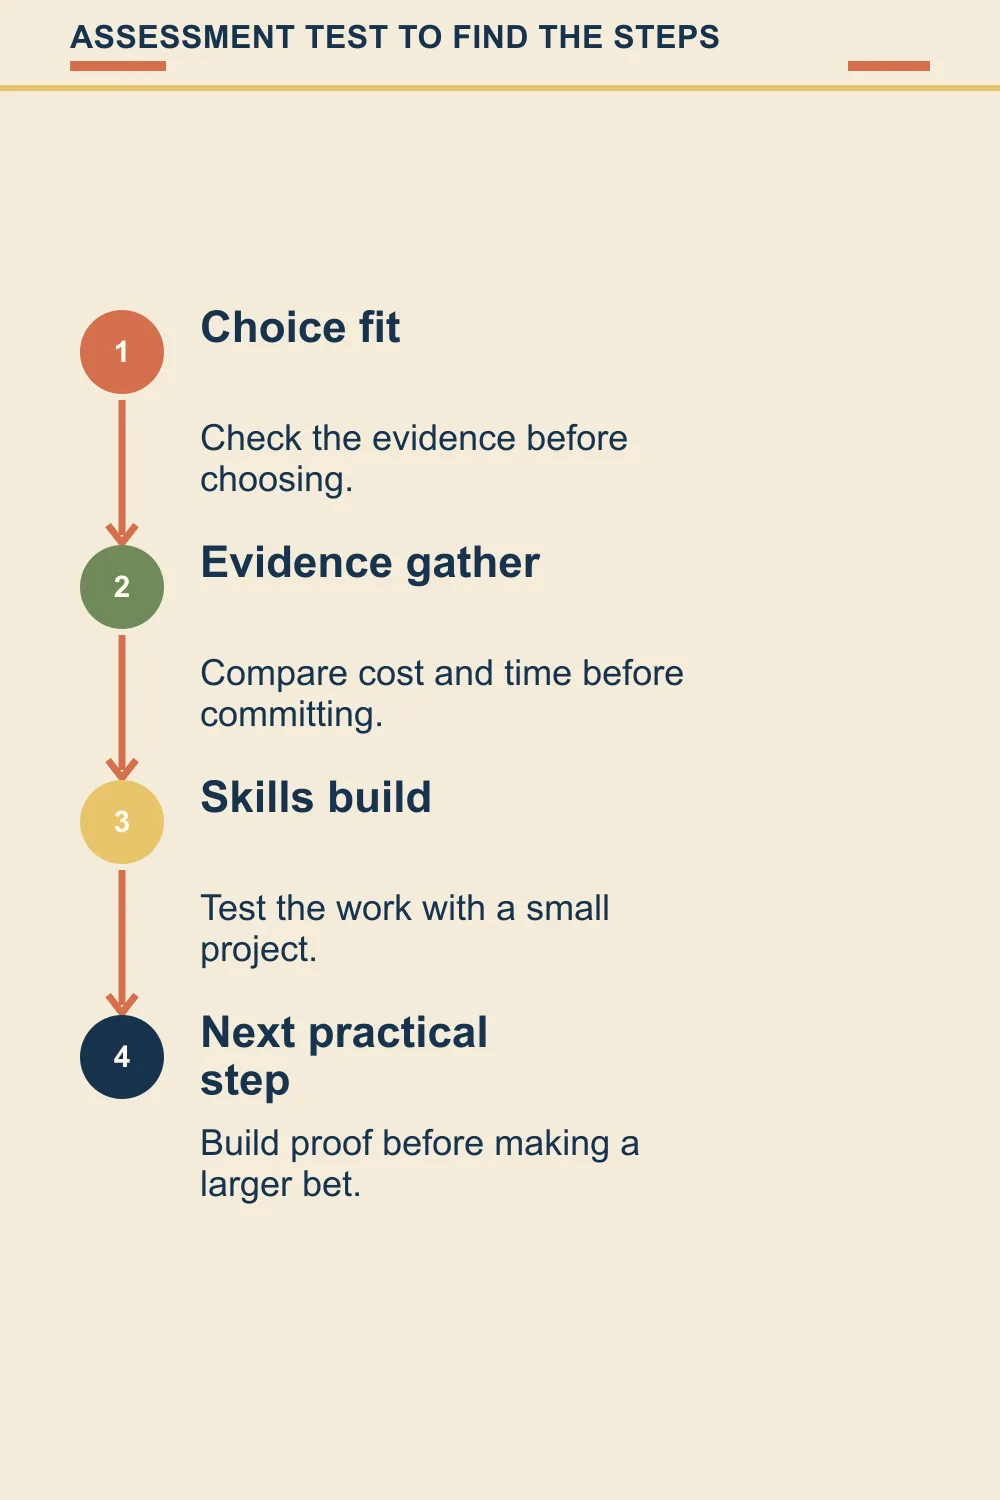 ASSESSMENT TEST TO FIND THE STEPS
1
Choice fit
Check the evidence before
choosing.
2
Evidence gather
Compare cost and time before
committing.
3
Skills build
Test the work with a small
project.
4
Next practical
step
Build proof before making a
larger bet.